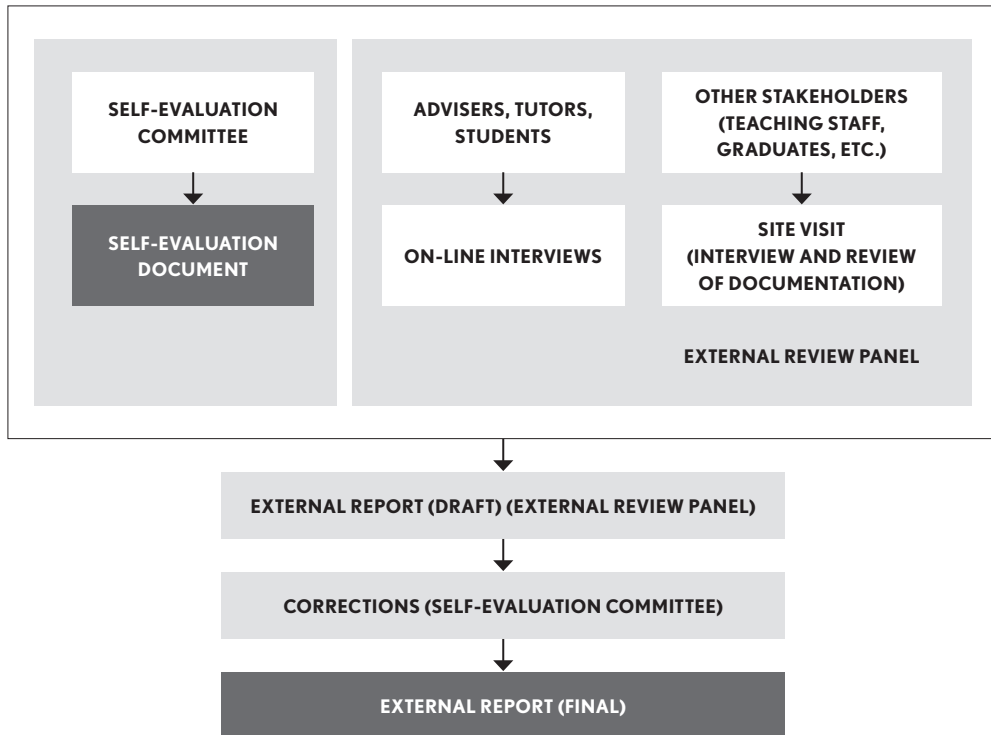 SELF-EVALUATION
COMMITTEE
SELF-EVALUATION
DOCUMENT
ADVISERS, TUTORS,
STUDENTS
ON-LINE INTERVIEWS
OTHER STAKEHOLDERS
(TEACHING STAFF,
GRADUATES, ETC.)
SITE VISIT
(INTERVIEW AND REVIEW
OF DOCUMENTATION)
EXTERNAL REVIEW PANEL
EXTERNAL REPORT (DRAFT) (EXTERNAL REVIEW PANEL)
CORRECTIONS (SELF-EVALUATION COMMITTEE)
EXTERNAL REPORT (FINAL)